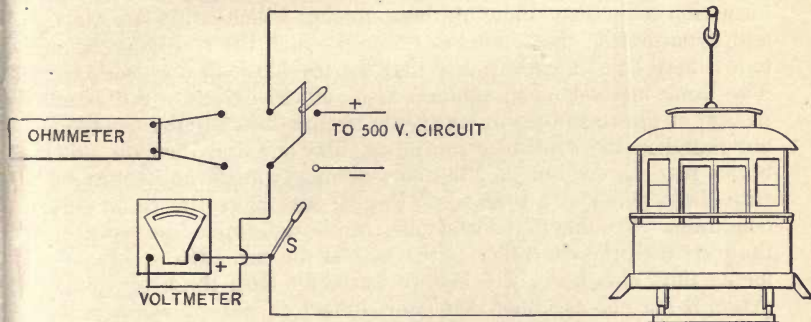 +
OHMMETER
TO 500 V. CIRCUIT
−
S
+
VOLTMETER